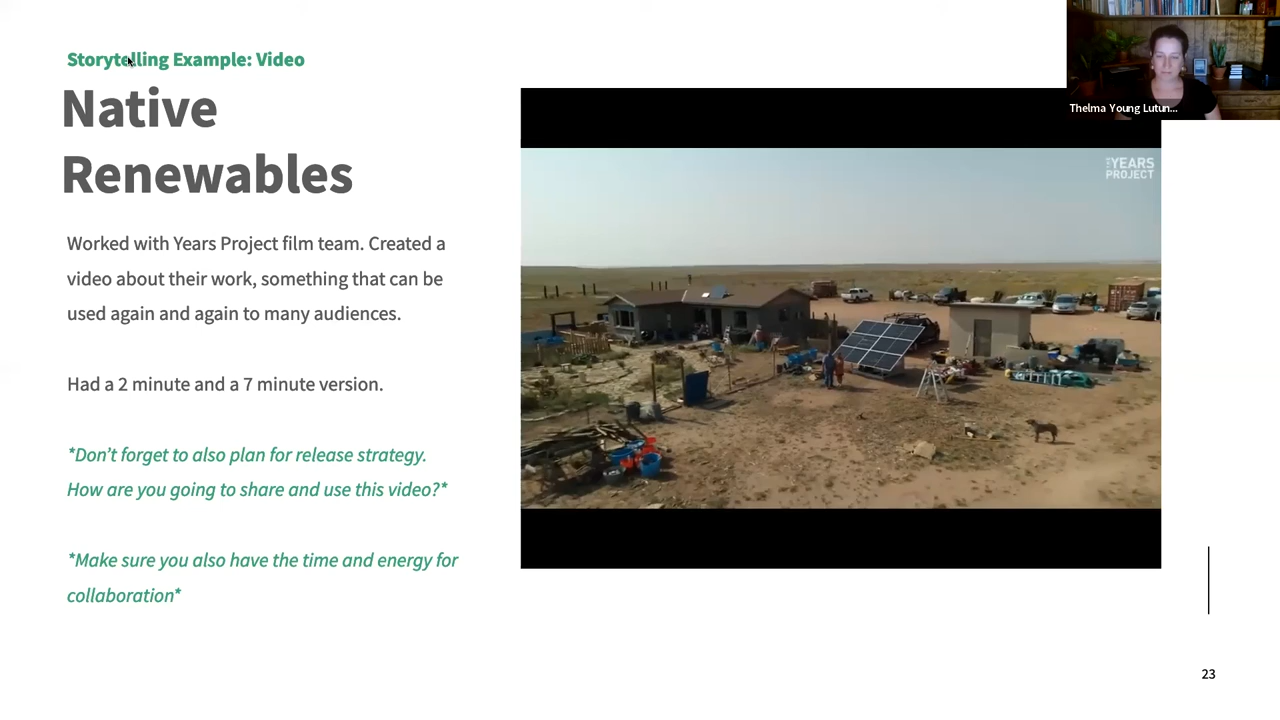 Storytelling Example: Video
Native
Renewables
Worked with Years Project film team. Created a
video about their work, something that can be
used again and again to many audiences.
Had a 2 minute and a 7 minute version.
*Don’t forget to also plan for release strategy.
How are you going to share and use this video?*
*Make sure you also have the time and energy for
collaboration*
THE YEARS
PROJECT
Thelma Young Lutun...
23